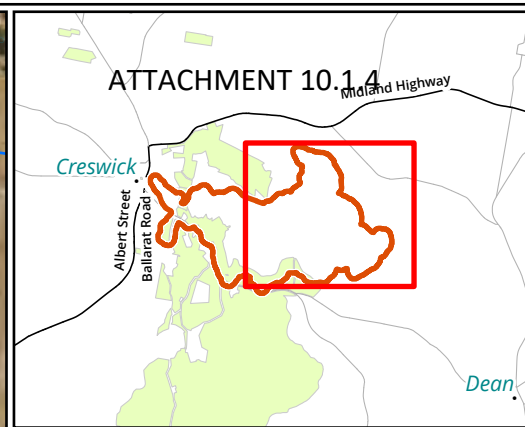 ATTACHMENT 10.1.4
Midland Highway
Creswick
Albert Street
Ballarat Road
Dean